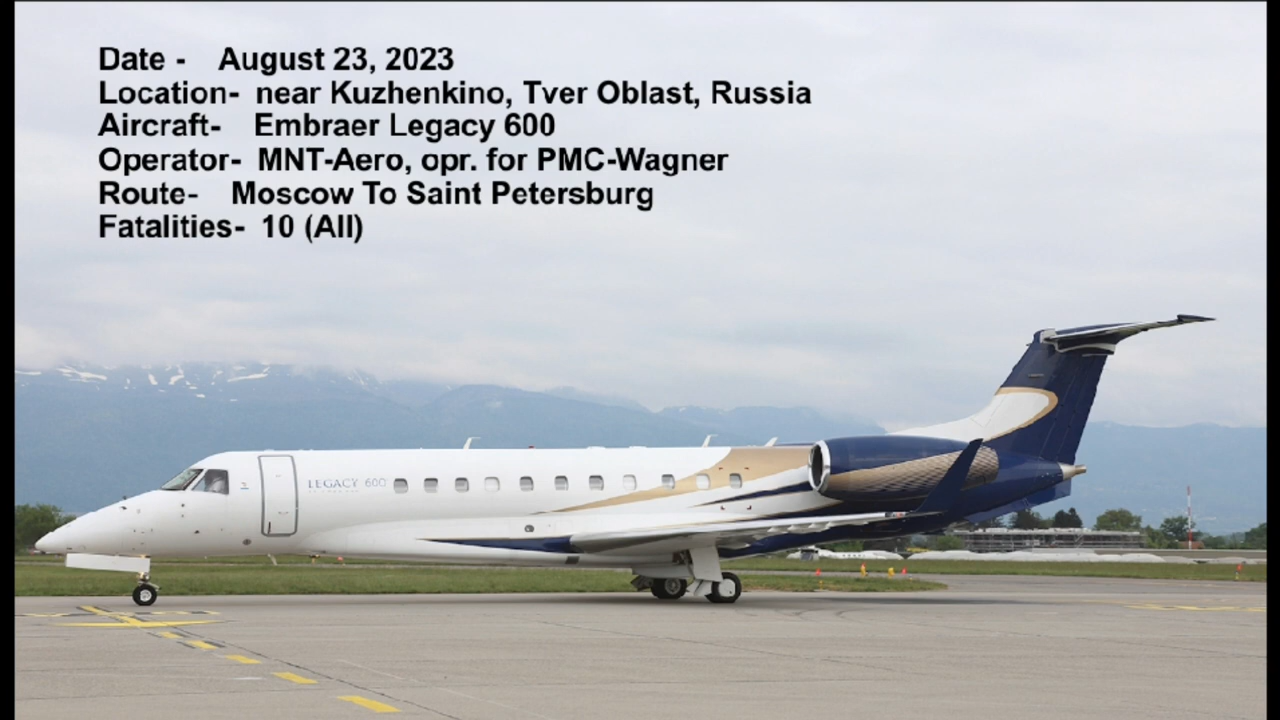 Date - August 23, 2023
Location- near Kuzhenkino, Tver Oblast, Russia
Aircraft- Embraer Legacy 600
Operator- MNT-Aero, opr. for PMC-Wagner
Route- Moscow To Saint Petersburg
Fatalities- 10 (All)
LEGACY 600